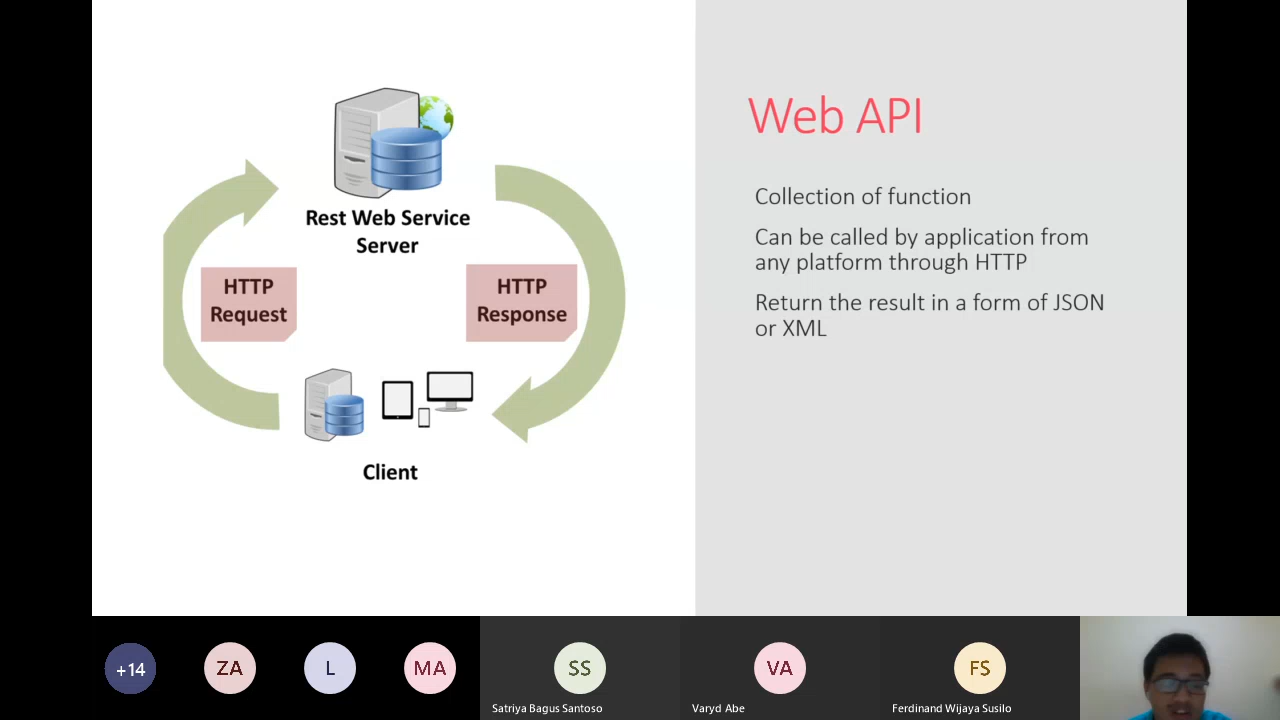 Web API
Collection of function
Can be called by application from
any platform through HTTP
Return the result in a form of JSON
or XML
Rest Web Service
Server
HTTP
Request
HTTP
Response
Client
+14
ZA
L
MA
SS
Satriya Bagus Santoso
VA
Varyd Abe
FS
Ferdinand Wijaya Susilo